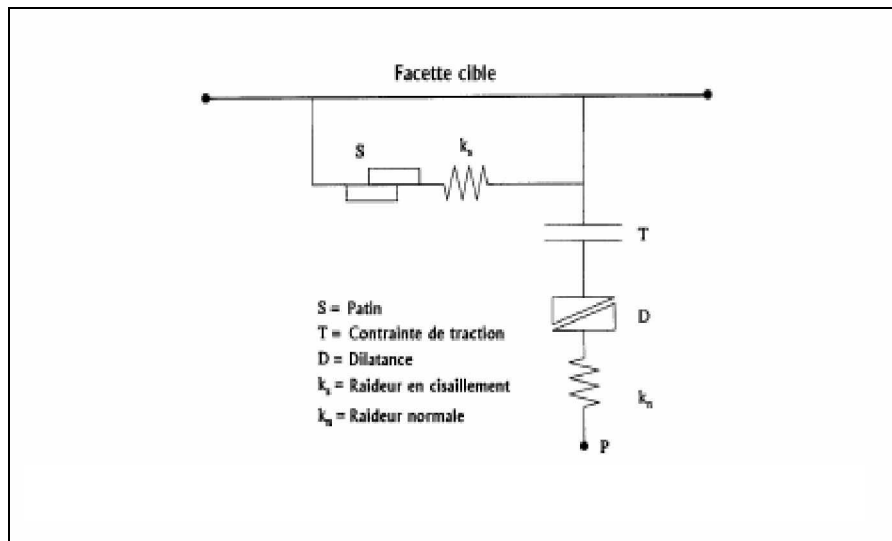 Facette cible
S
kₛ
T
D
S = Patin
T = Contrainte de traction
D = Dilatance
kₛ = Raideur en cisaillement
kₙ = Raideur normale
kₙ
P